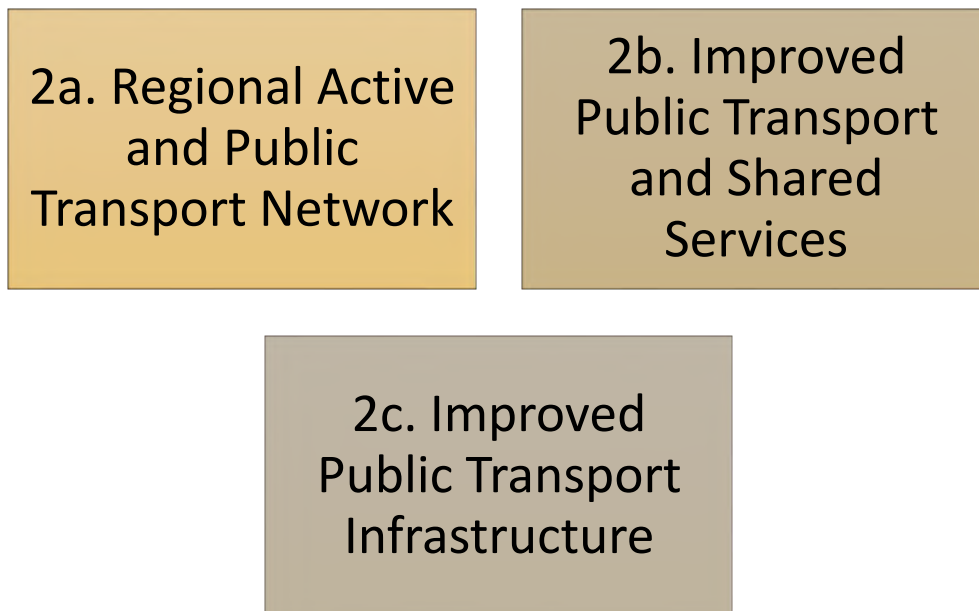 2a. Regional Active
and Public
Transport Network
2b. Improved
Public Transport
and Shared
Services
2c. Improved
Public Transport
Infrastructure